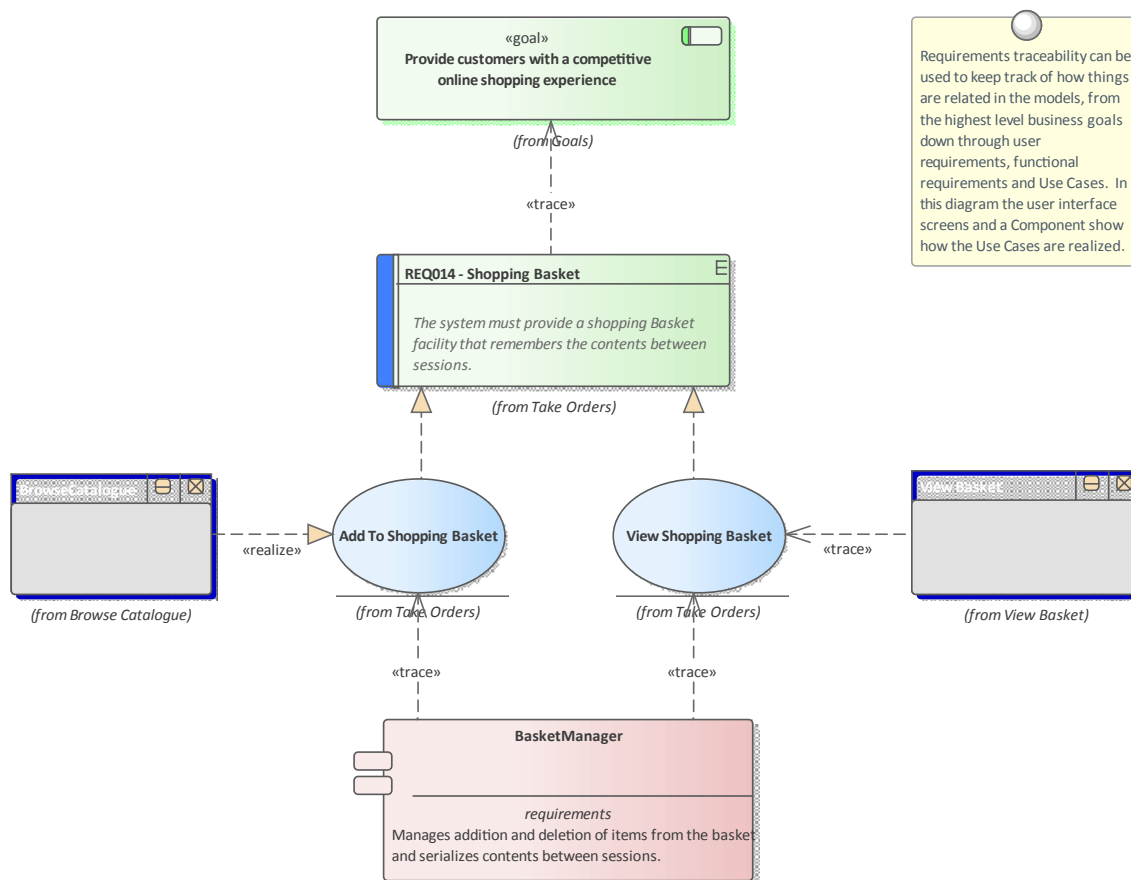 «goal»
Provide customers with a competitive
online shopping experience
(from Goals)
Requirements traceability can be
used to keep track of how things
are related in the models, from
the highest level business goals
down through user
requirements, functional
requirements and Use Cases. In
this diagram the user interface
screens and a Component show
how the Use Cases are realized.
«trace»
REQ014 - Shopping Basket
E
The system must provide a shopping Basket
facility that remembers the contents between
sessions.
(from Take Orders)
BrowseCatalogue
(from Browse Catalogue)
«realize»
Add To Shopping Basket
(from Take Orders)
View Shopping Basket
(from Take Orders)
«trace»
View Basket
(from View Basket)
«trace»
«trace»
BasketManager
requirements
Manages addition and deletion of items from the basket
and serializes contents between sessions.